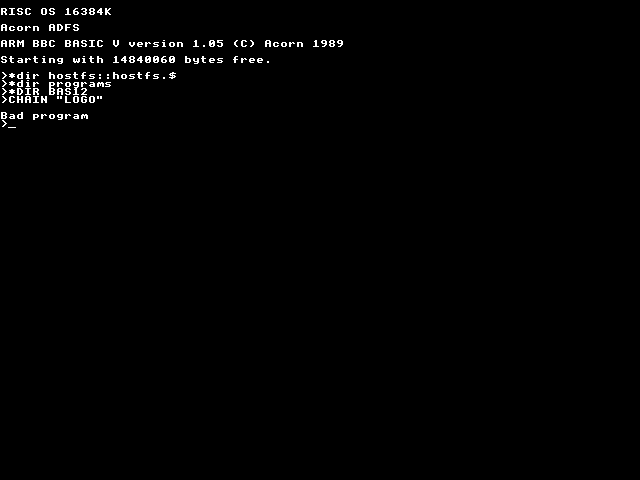 RISC OS 16384K
Acorn ADFS
ARM BBC BASIC V version 1.05 (C) Acorn 1989
Starting with 14840060 bytes free.
>*dir hostfs::hostfs.$
>*dir programs
>*DIR BASI2
>CHAIN "LOGO"
Bad program
>_